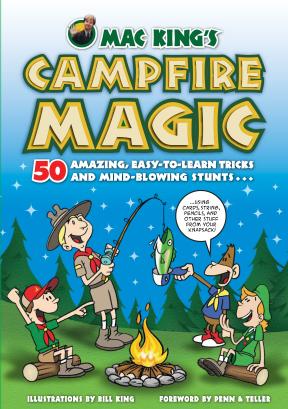 MAC KING'S
CAMPFIRE
MAGIC
50 AMAZING, EASY-TO-LEARN TRICKS
AND MIND-BLOWING STUNTS...
...USING
CARDS, STRING,
PENCILS, AND
OTHER STUFF
FROM YOUR
KNAPSACK!
ILLUSTRATIONS BY BILL KING
FOREWORD BY PENN & TELLER